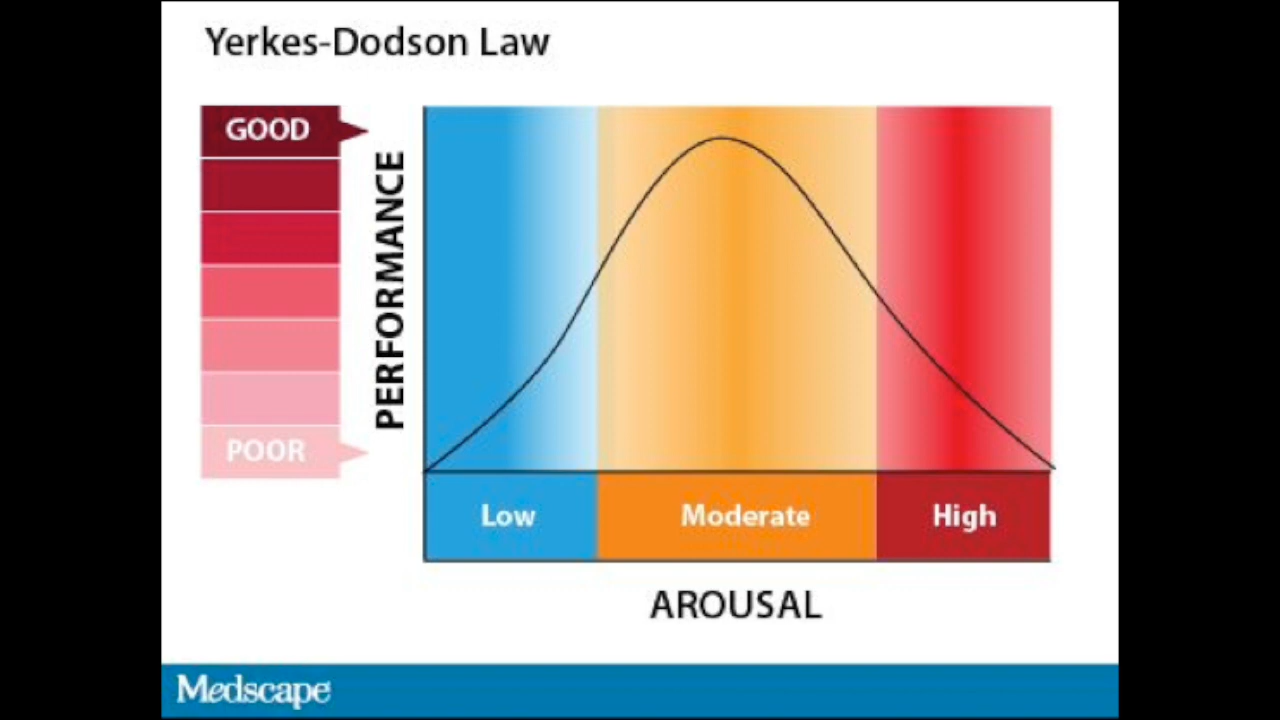 Yerkes-Dodson Law
GOOD
POOR
PERFORMANCE
Low
Moderate
High
AROUSAL
Medscape